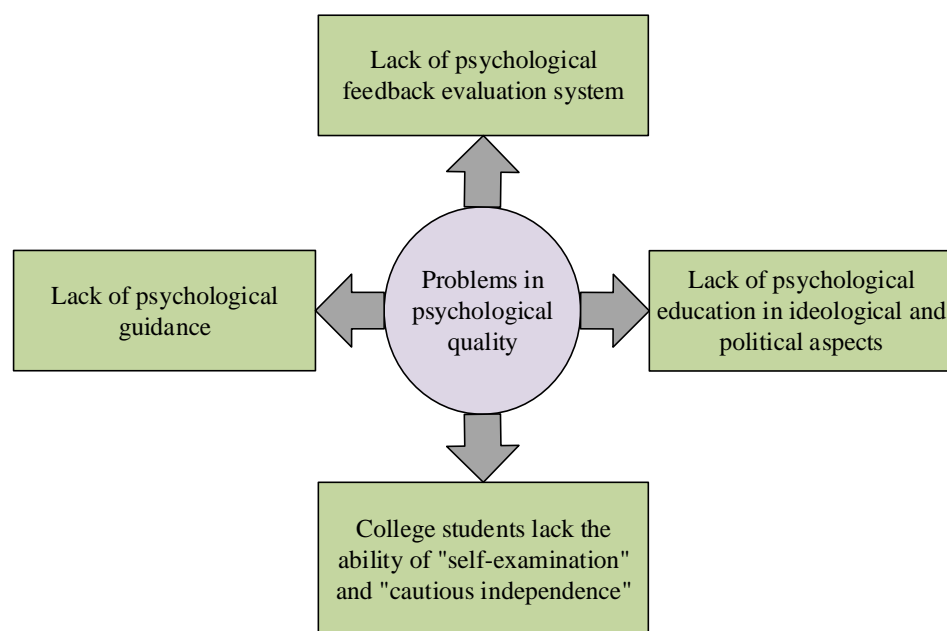 Lack of psychological
feedback evaluation system
Lack of psychological
guidance
Problems in
psychological
quality
Lack of psychological
education in ideological and
political aspects
College students lack the
ability of "self-examination"
and "cautious independence"